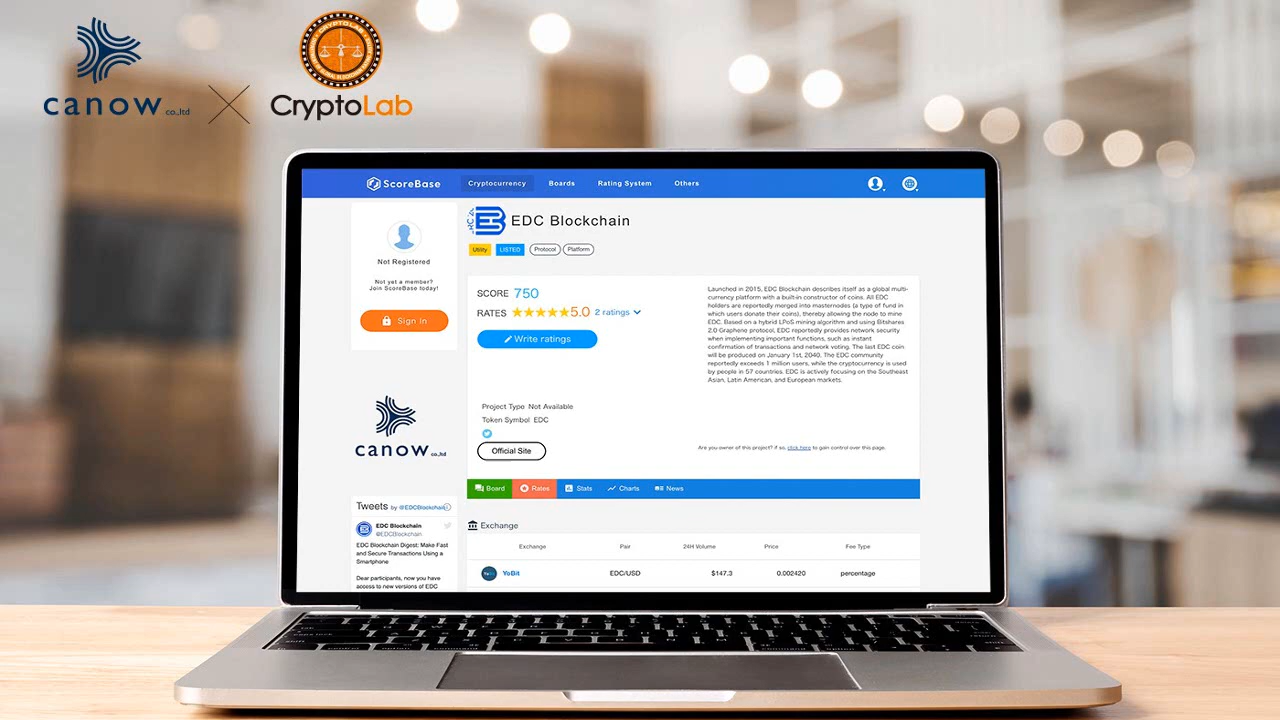 canow co.,ltd
CryptoLab
ScoreBase Cryptocurrency Boards Rating System Others
Not Registered
Not yet a member?
Join ScoreBase today!
Sign In
canow co.,ltd
Tweets by @EDCBlockchain
EDC Blockchain
@EDCBlockchain
EDC Blockchain Digest: Make Fast
and Secure Transactions Using a
Smartphone
Dear participants, now you have
access to new versions of EDC
EDC Blockchain
Utility LISTED Protocol Platform
SCORE 750
RATES 5.0 2 ratings
Write ratings
Launched in 2015, EDC Blockchain describes itself as a global multi-
currency platform with a built-in constructor of coins. All EDC
holders are reportedly merged into masternodes (a type of fund in
which users donate their coins), thereby allowing the node to mine
EDC. Based on a hybrid LPoS mining algorithm and using Bitshares
2.0 Graphene protocol, EDC reportedly provides network security
when implementing important functions, such as instant
confirmation of transactions and network voting. The last EDC coin
will be produced on January 1st, 2040. The EDC community
reportedly exceeds 1 million users, while the cryptocurrency is used
by people in 57 countries. EDC is actively focusing on the Southeast
Asian, Latin American, and European markets.
Project Type Not Available
Token Symbol EDC
Official Site
Are you owner of this project? if so, click here to gain control over this page.
Board Rates Stats Charts News
Exchange
Exchange Pair 24H Volume Price Fee Type
YoBit EDC/USD $147.3 0.002420 percentage